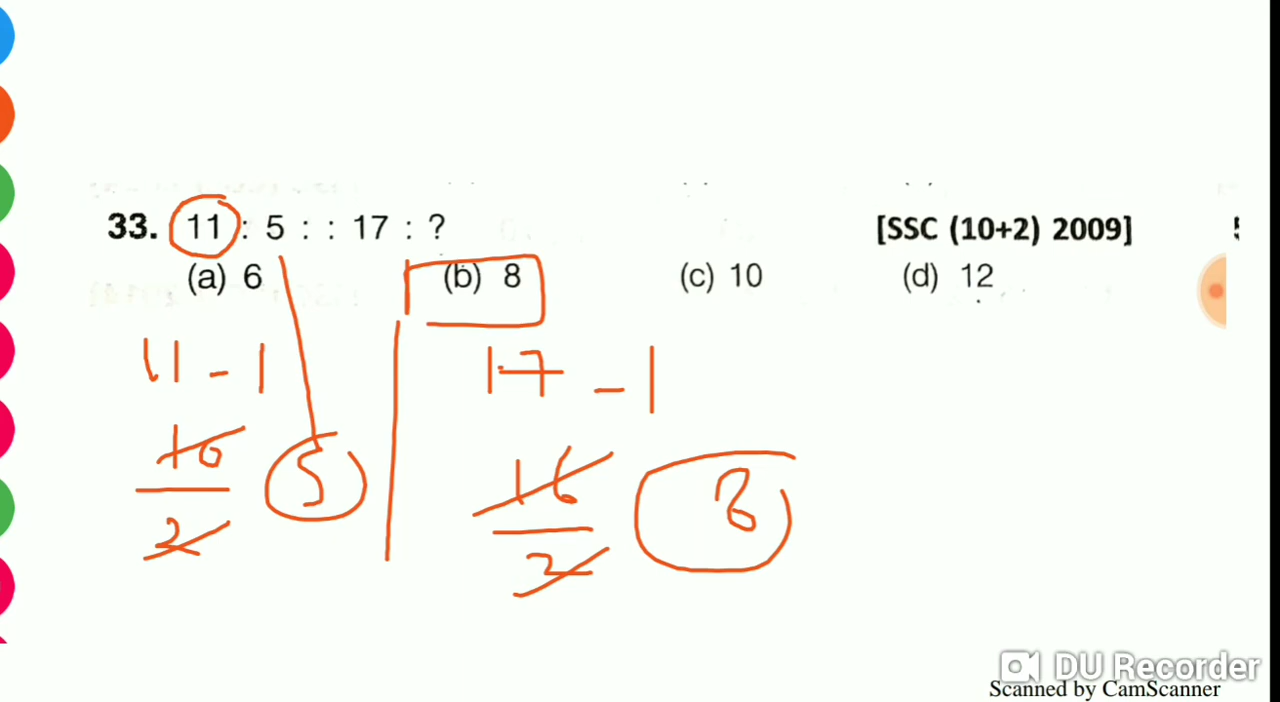 33. 11 : 5 : : 17 : ? [SSC (10+2) 2009]
(a) 6 (b) 8 (c) 10 (d) 12
11 - 1 17 - 1
10 5 16 8
2 2
DU Recorder
Scanned by CamScanner